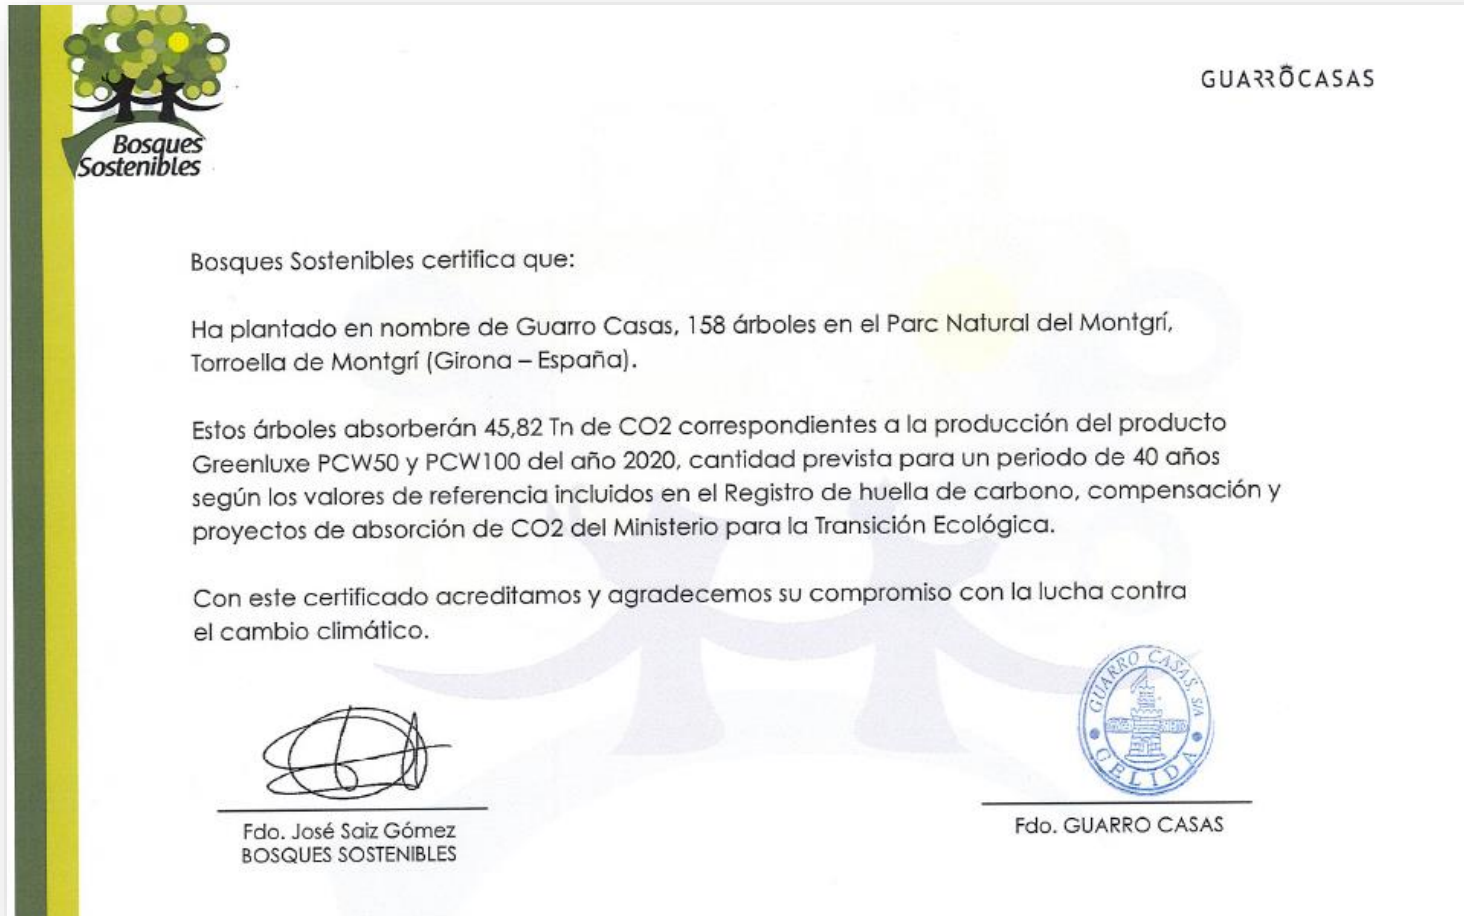 Bosques
Sostenibles
GUARROCASAS
Bosques Sostenibles certifica que:
Ha plantado en nombre de Guarro Casas, 158 árboles en el Parc Natural del Montgrí,
Torroella de Montgrí (Girona – España).
Estos árboles absorberán 45,82 Tn de CO2 correspondientes a la producción del producto
Greenluxe PCW50 y PCW100 del año 2020, cantidad prevista para un periodo de 40 años
según los valores de referencia incluidos en el Registro de huella de carbono, compensación y
proyectos de absorción de CO2 del Ministerio para la Transición Ecológica.
Con este certificado acreditamos y agradecemos su compromiso con la lucha contra
el cambio climático.
GUARRO CASAS, S/A
GELIDA
Fdo. José Saiz Gómez
BOSQUES SOSTENIBLES
Fdo. GUARRO CASAS